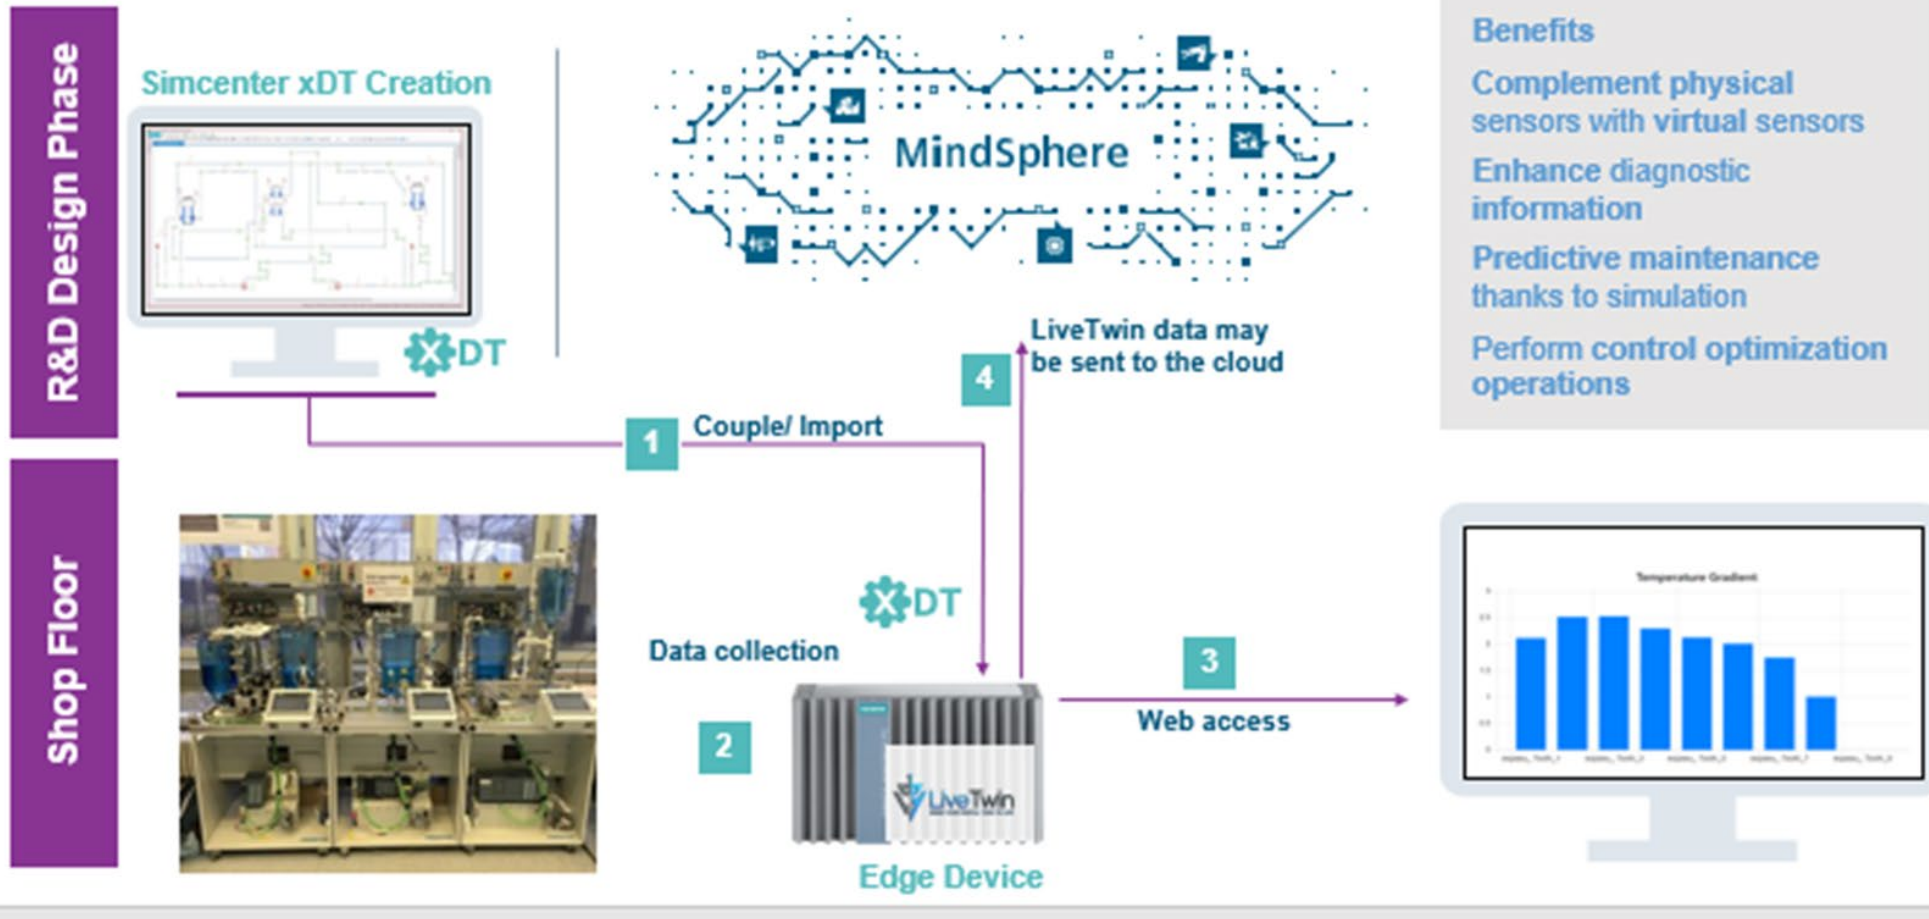 R&D Design Phase
Simcenter xDT Creation
XDT
MindSphere
Benefits
Complement physical
sensors with virtual sensors
Enhance diagnostic
information
Predictive maintenance
thanks to simulation
Perform control optimization
operations
4
LiveTwin data may
be sent to the cloud
1
Couple/ Import
Shop Floor
XDT
Data collection
2
LiveTwin
Edge Device
3
Web access
Temperature Gradient